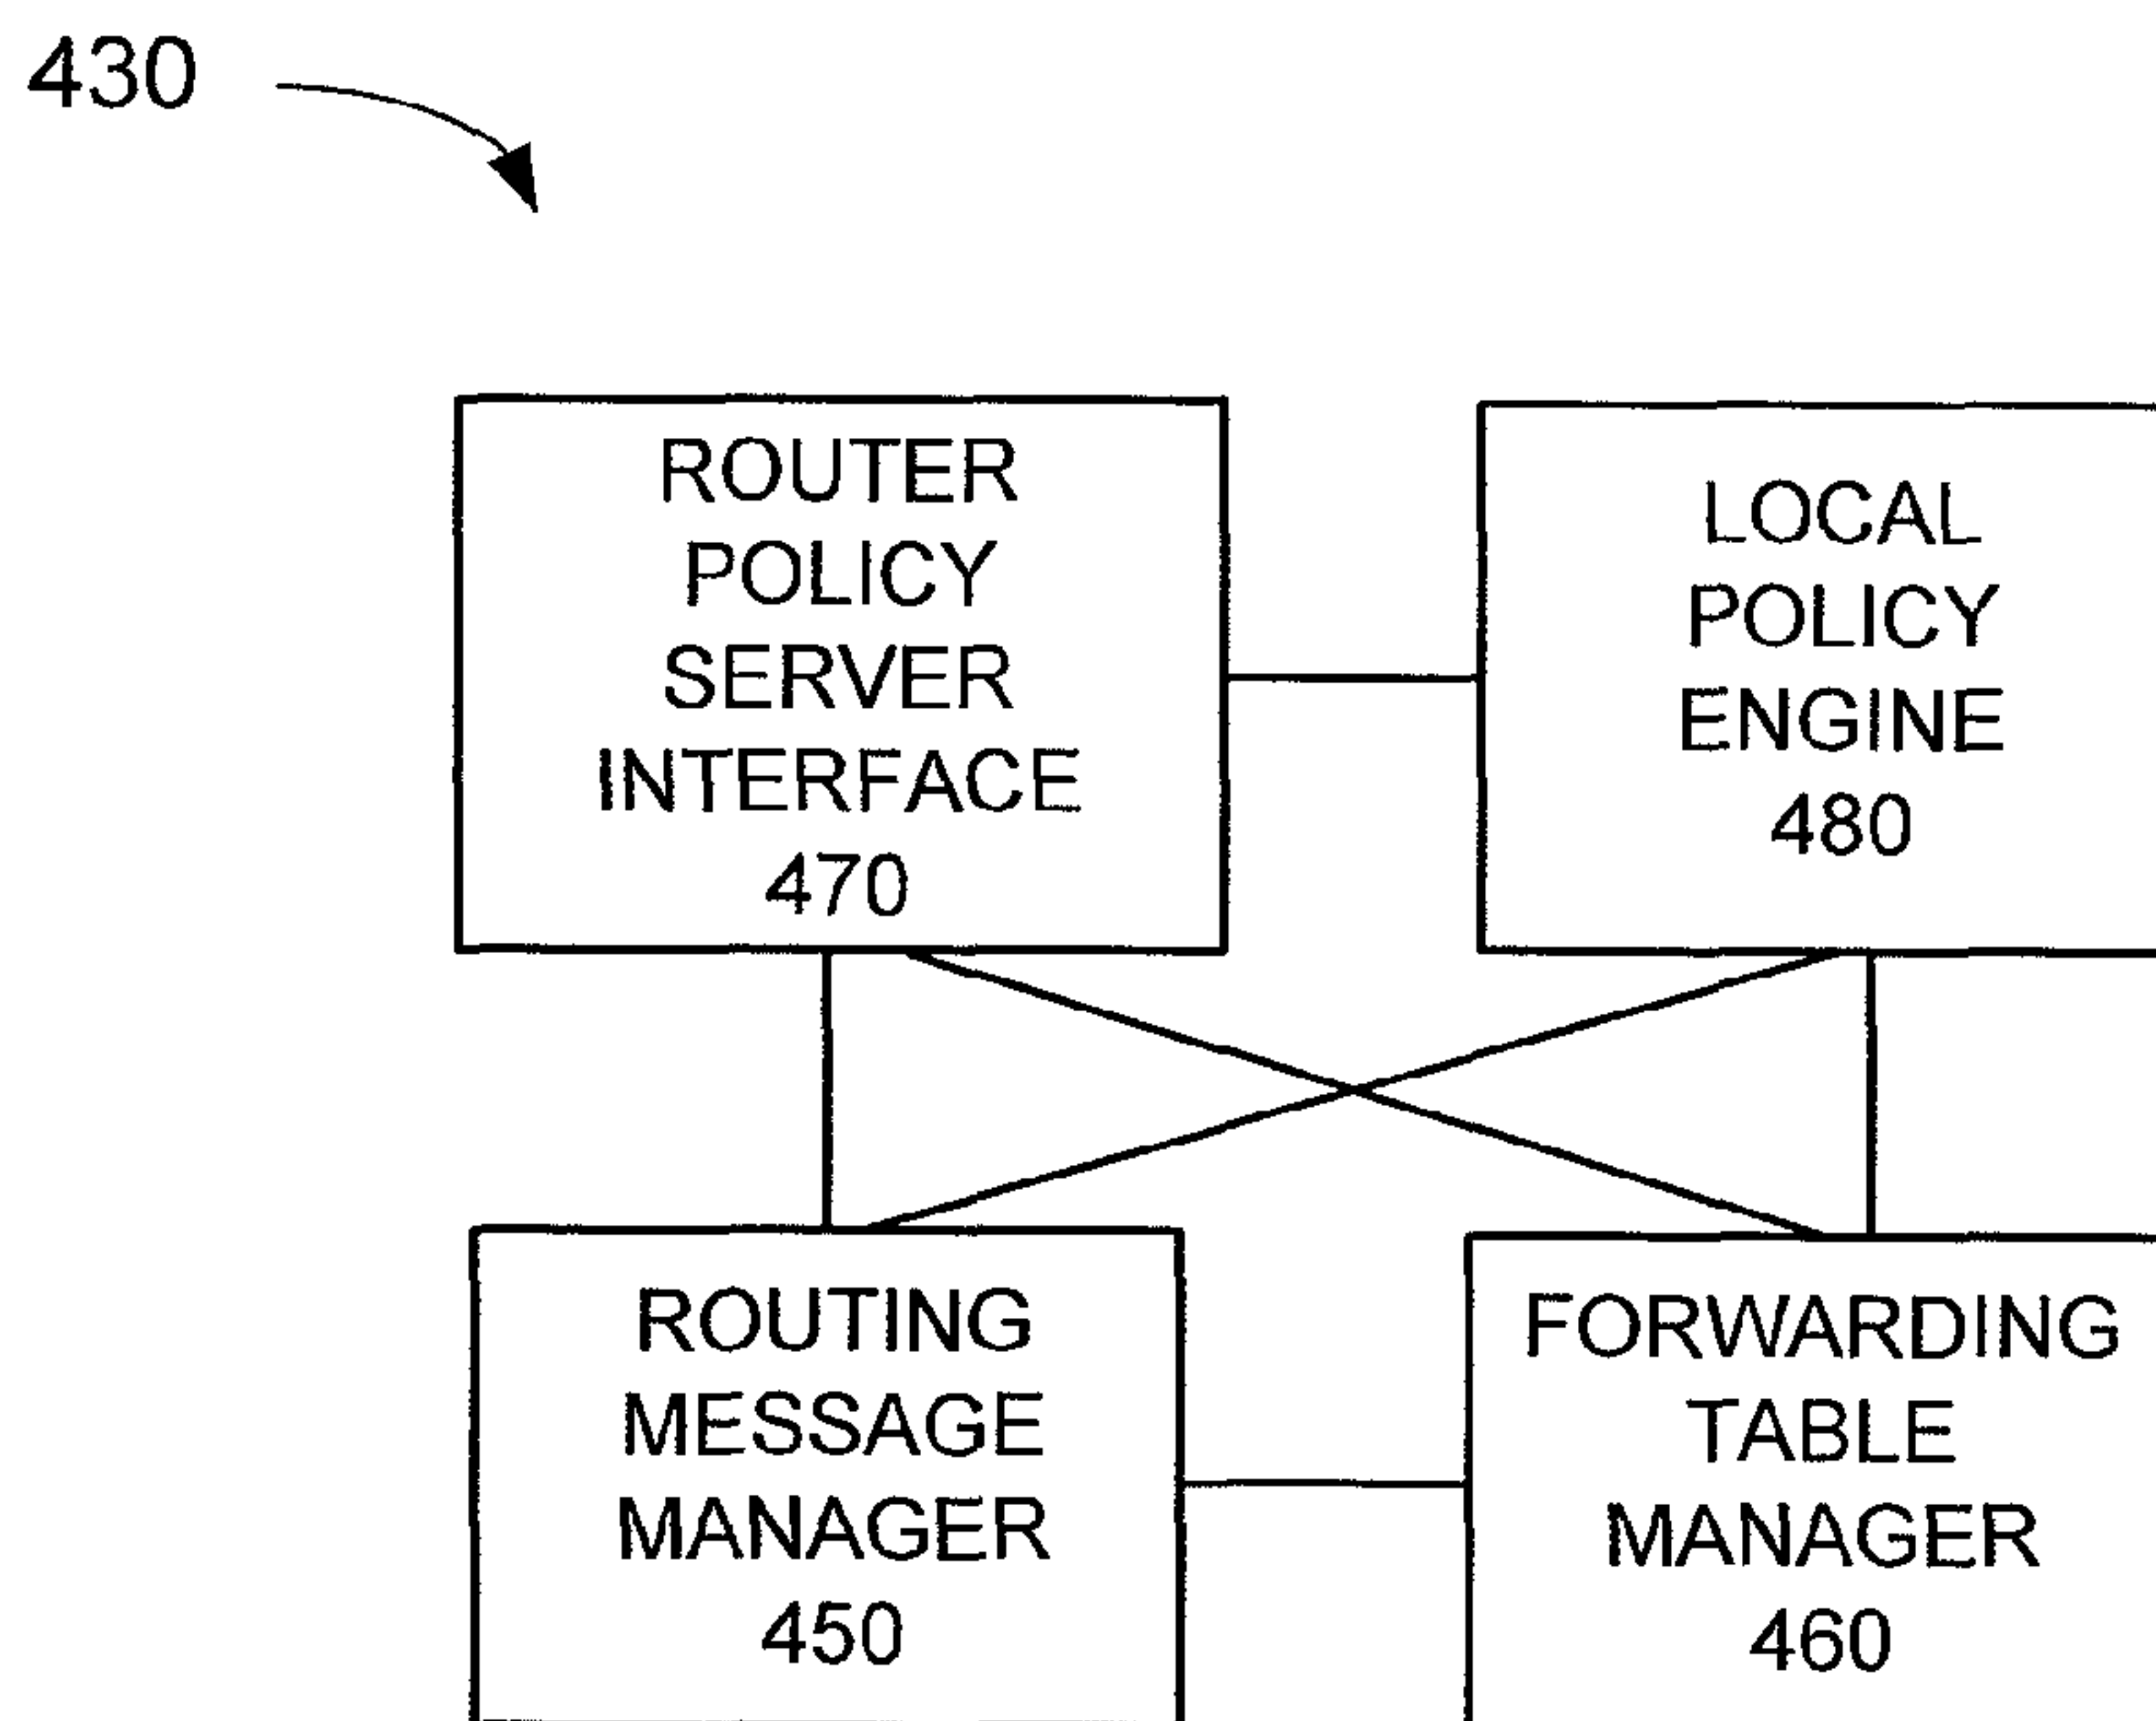 430
ROUTER
POLICY
SERVER
INTERFACE
470
LOCAL
POLICY
ENGINE
480
ROUTING
MESSAGE
MANAGER
450
FORWARDING
TABLE
MANAGER
460